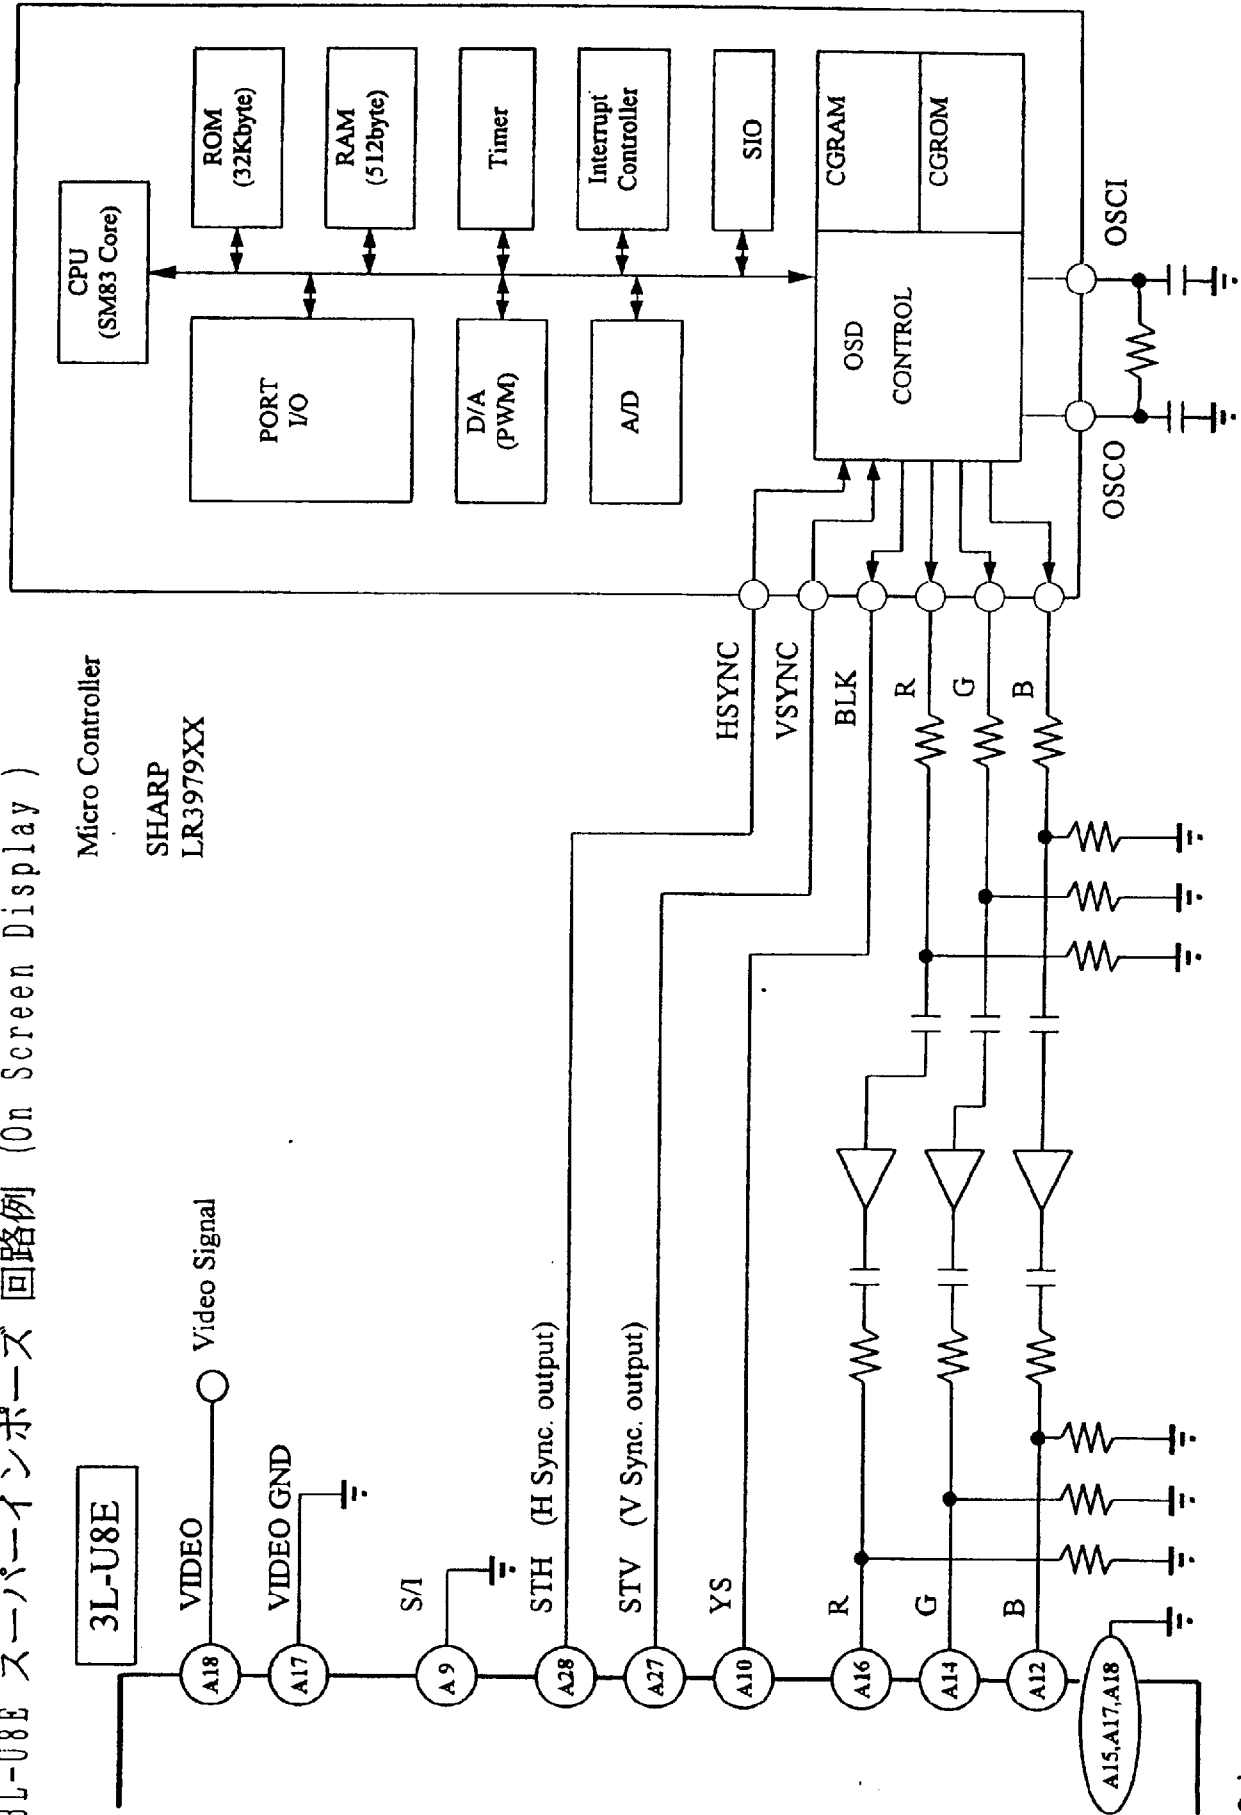 3L-U8E スーパーインポーズ 回路例 (On Screen Display )
3L-U8E
Micro Controller
SHARP
LR3979XX
CPU
(SM83 Core)
ROM
(32Kbyte)
RAM
(512byte)
Timer
Interrupt
Controller
SIO
PORT
I/O
D/A
(PWM)
A/D
OSD
CONTROL
CGRAM
CGROM
OSCO
OSCI
HSYNC
VSYNC
BLK
R
G
B
A18
VIDEO
Video Signal
A17
VIDEO GND
A 9
S/I
A28
STH (H Sync. output)
A27
STV (V Sync. output)
A10
YS
A16
R
A14
G
A12
B
A15,A17,A18